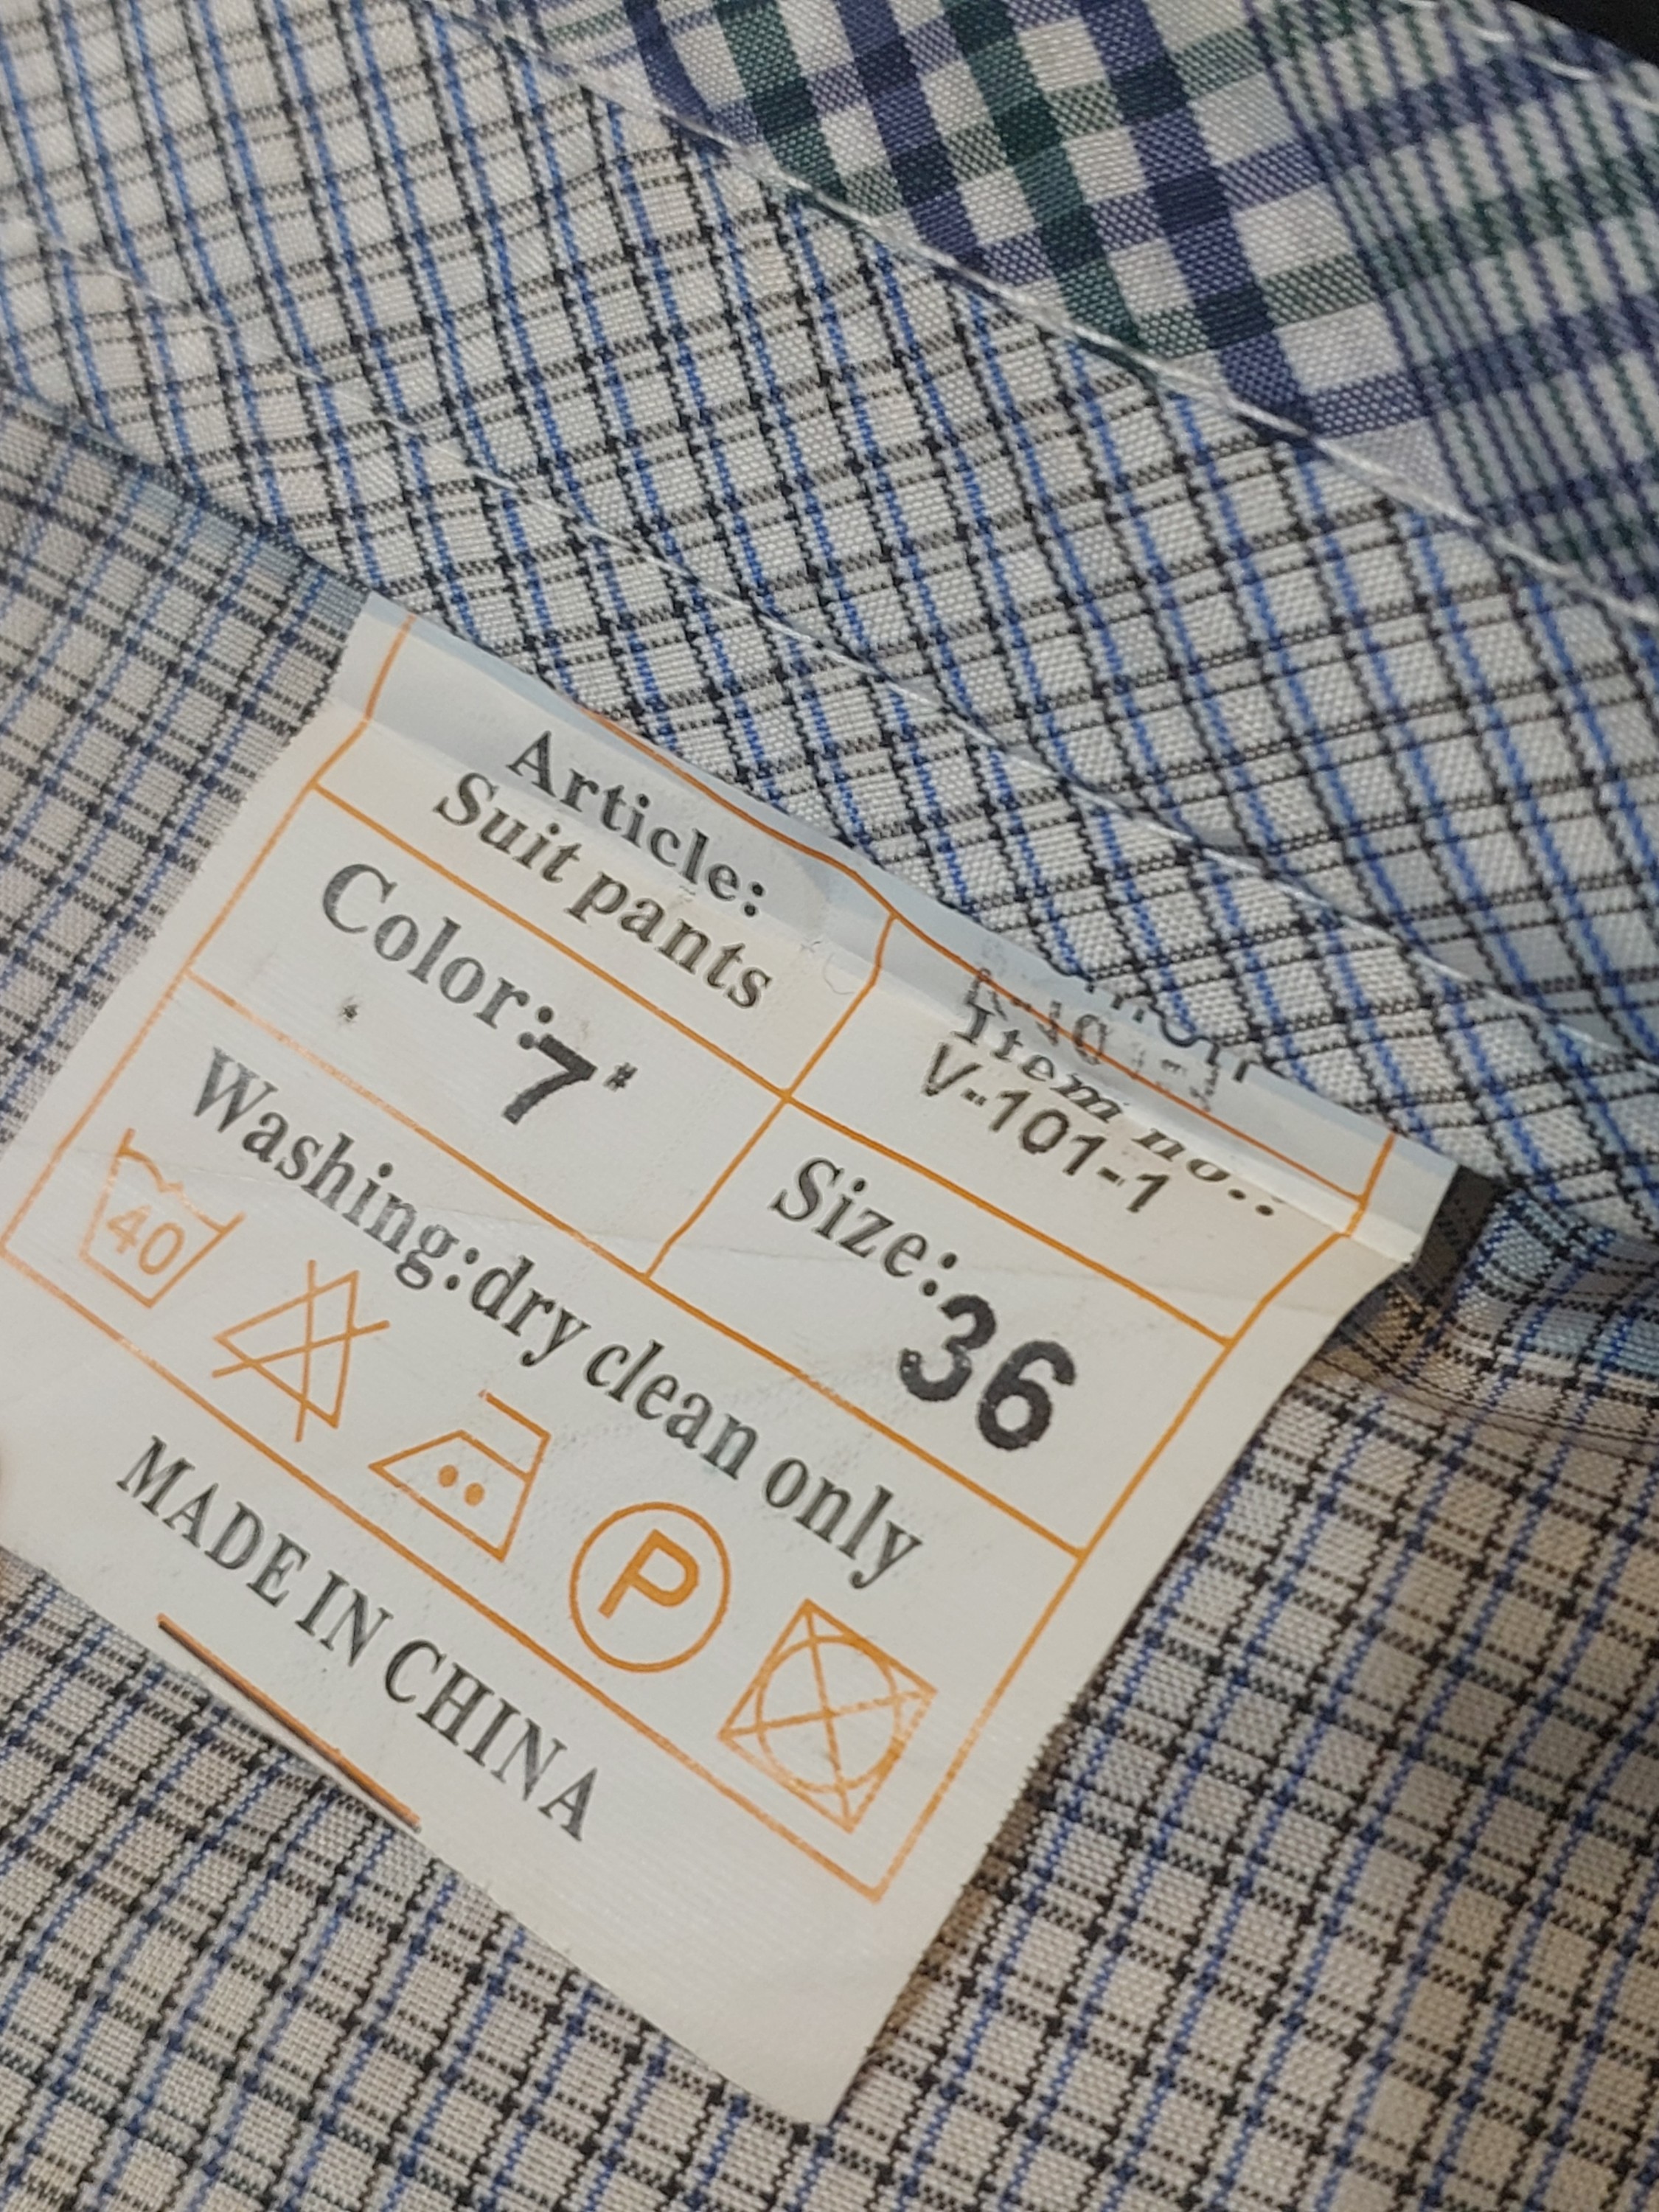 Article:
Suit pants
Item no.:
V-101-1
Color:7#
Size:36
Washing:dry clean only
40
P
MADE IN CHINA